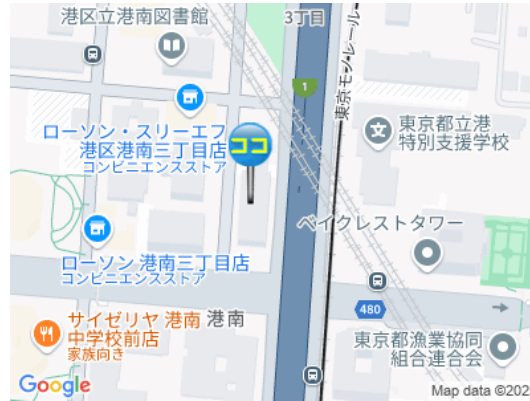 港区立港南図書館
3丁目
1
東京モノレール
ローソン・スリーエフ
港区港南三丁目店
コンビニエンスストア
ココ
東京都立港
特別支援学校
ベイクレストタワー
ローソン 港南三丁目店
コンビニエンスストア
480
サイゼリヤ 港南
中学校前店
家族向き
港南
東京都漁業協同
組合連合会
Google
Map data ©202